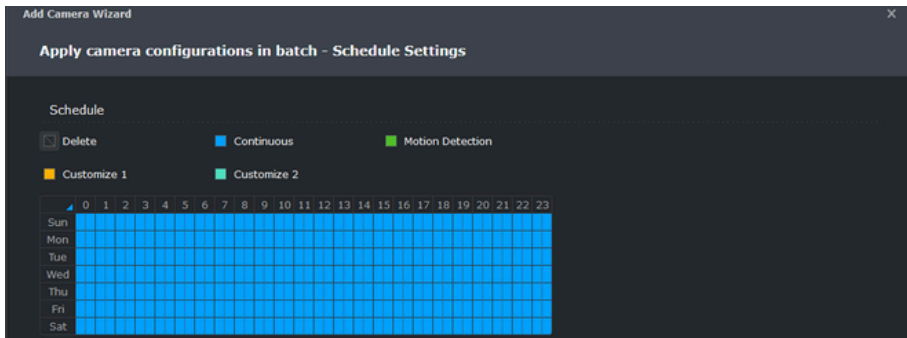 Add Camera Wizard X
Apply camera configurations in batch - Schedule Settings
Schedule
Delete Continuous Motion Detection
Customize 1 Customize 2
0 1 2 3 4 5 6 7 8 9 10 11 12 13 14 15 16 17 18 19 20 21 22 23
Sun
Mon
Tue
Wed
Thu
Fri
Sat